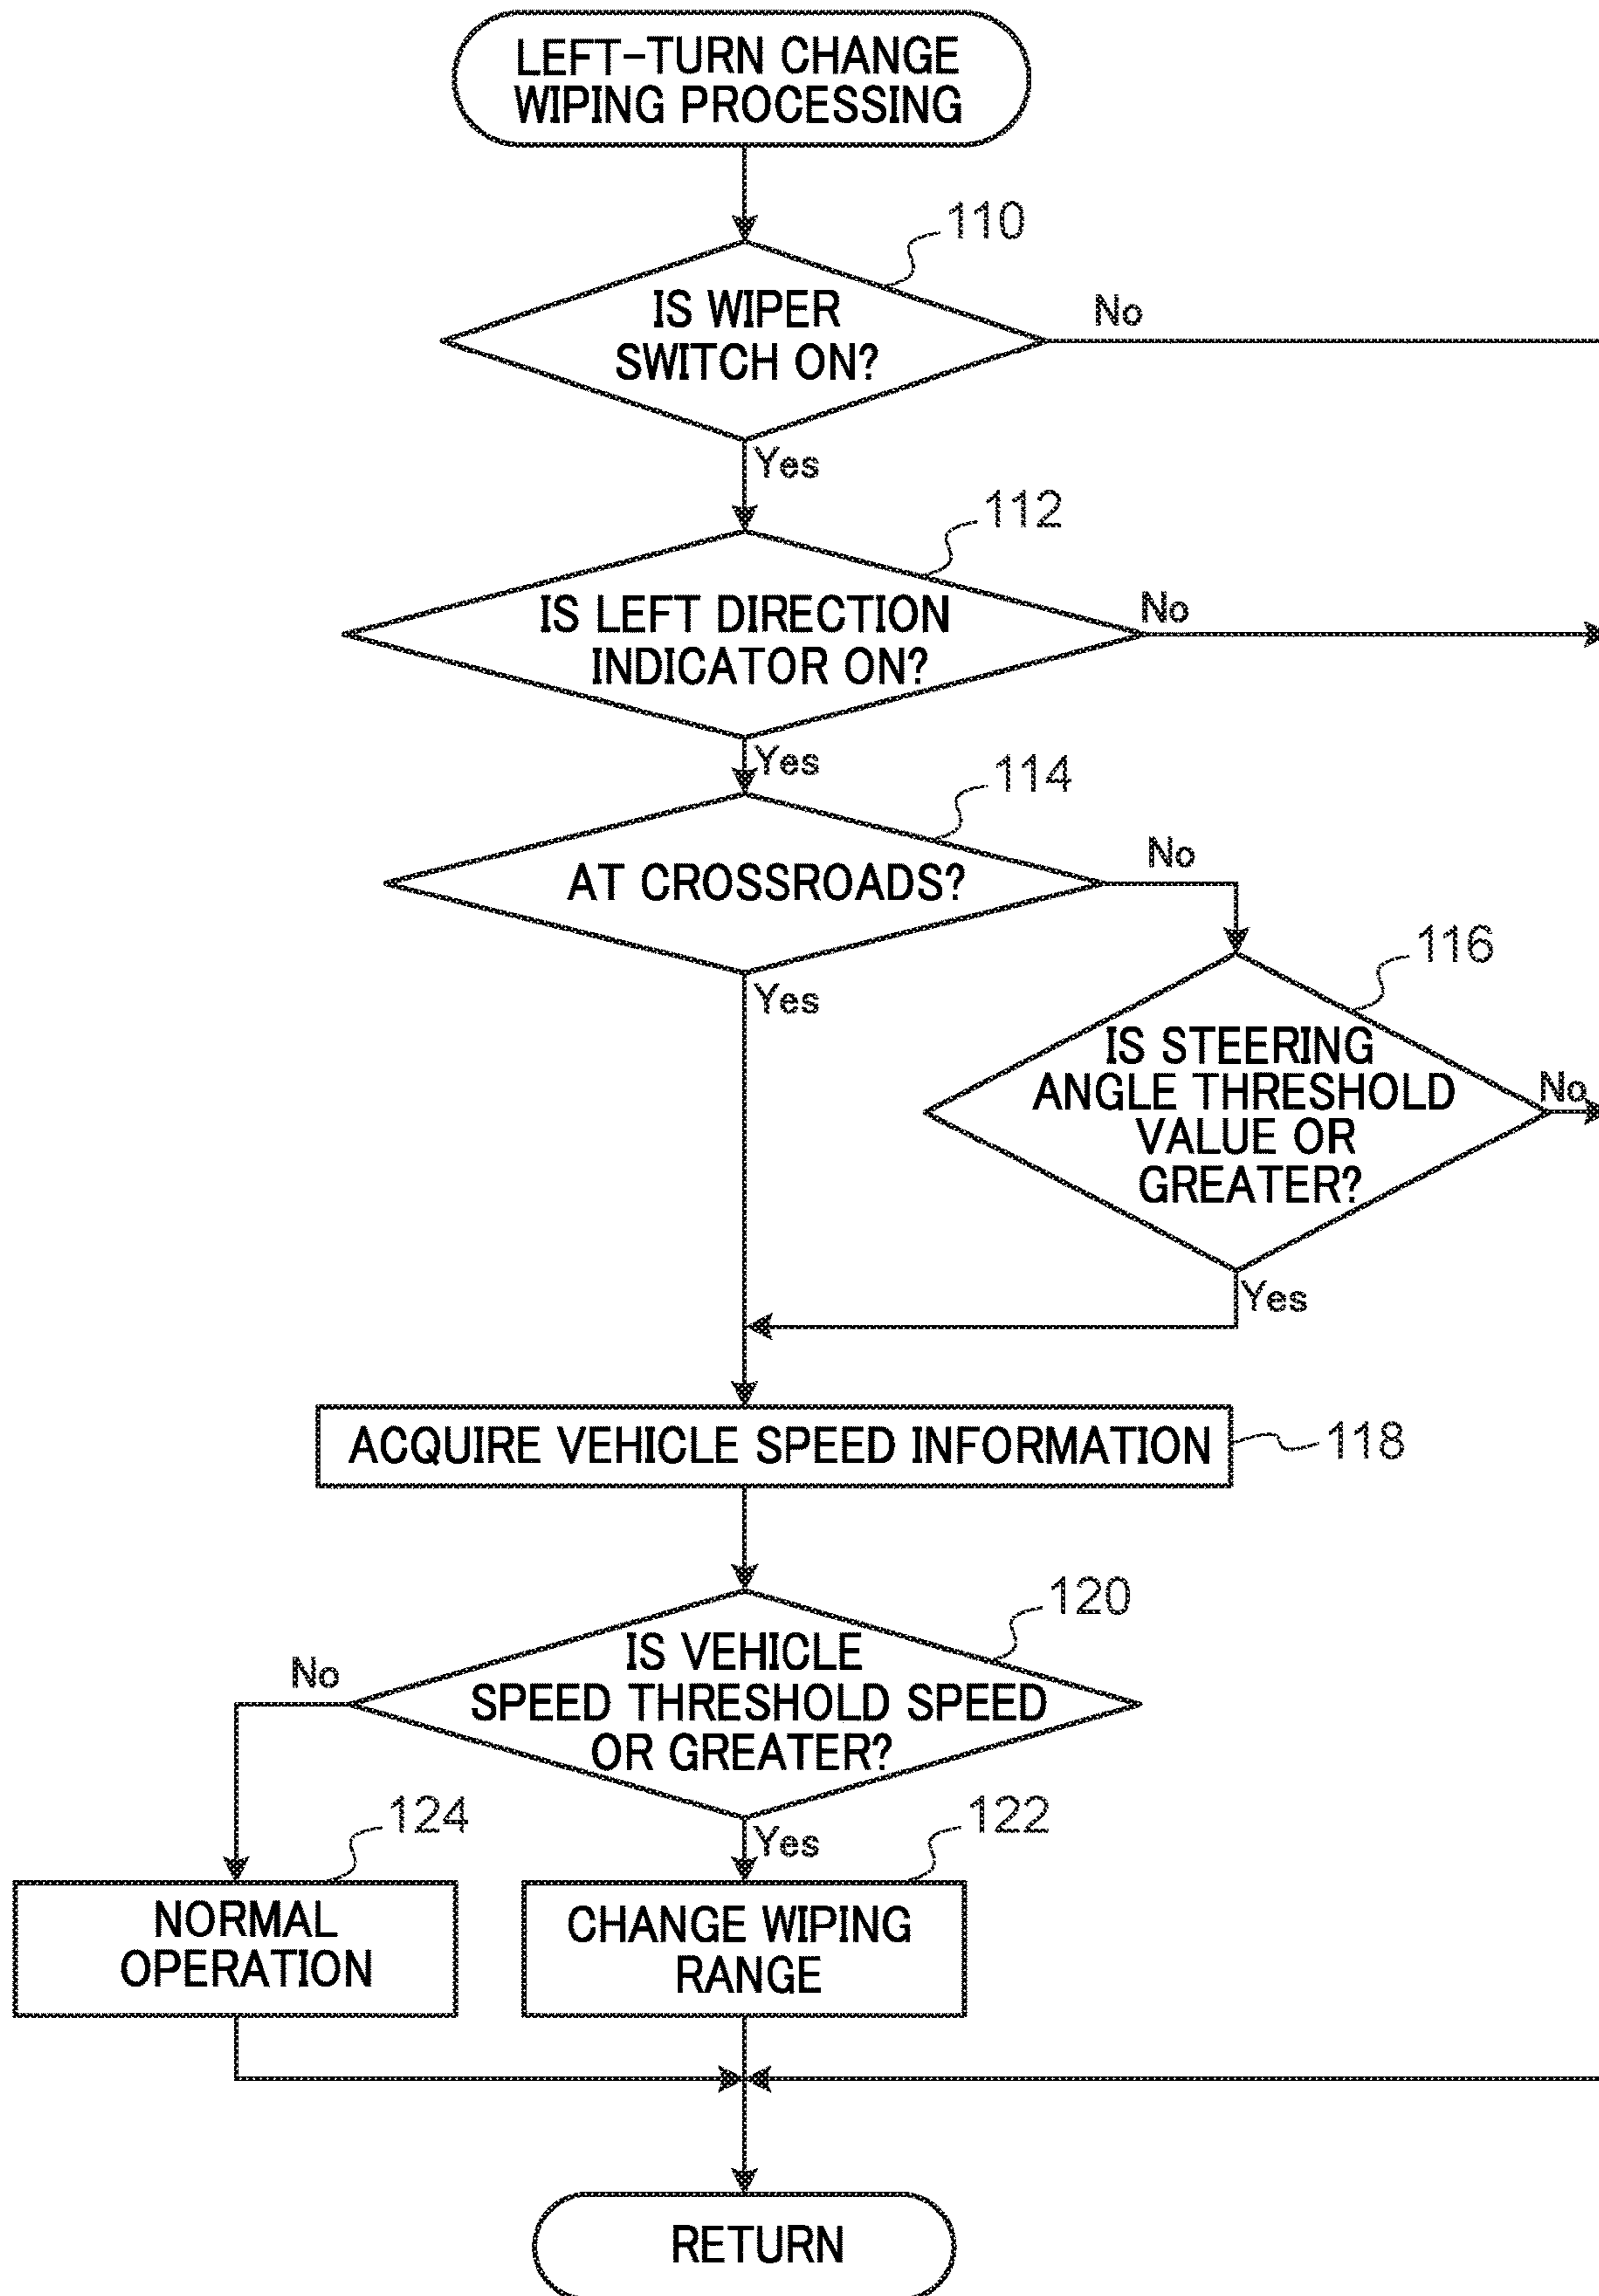 LEFT-TURN CHANGE
WIPING PROCESSING
110
IS WIPER
SWITCH ON?
No
Yes
112
IS LEFT DIRECTION
INDICATOR ON?
No
Yes
114
AT CROSSROADS?
No
Yes
116
IS STEERING
ANGLE THRESHOLD
VALUE OR
GREATER?
No
Yes
ACQUIRE VEHICLE SPEED INFORMATION
118
120
IS VEHICLE
SPEED THRESHOLD SPEED
OR GREATER?
No
Yes
124
NORMAL
OPERATION
122
CHANGE WIPING
RANGE
RETURN